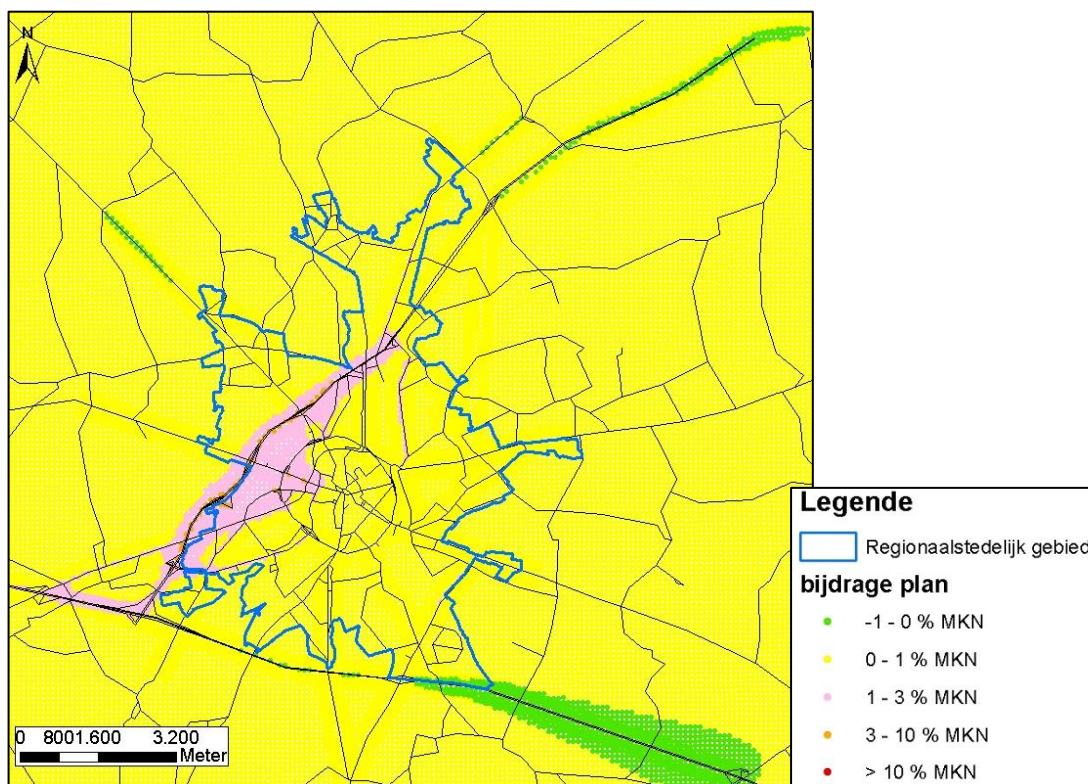 N
0 8001.600 3.200
Meter
Legende
Regionaalstedelijk gebied
bijdrage plan
-1 - 0 % MKN
0 - 1 % MKN
1 - 3 % MKN
3 - 10 % MKN
> 10 % MKN